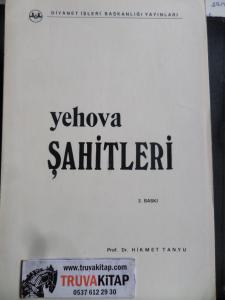 DİYANET İŞLERİ BAŞKANLIĞI YAYINLARI
yehova
ŞAHİTLERİ
2. BASKI
Prof. Dr. HİKMET TANYU
www.truvakitap.com
TRUVAKİTAP
0537 612 29 30